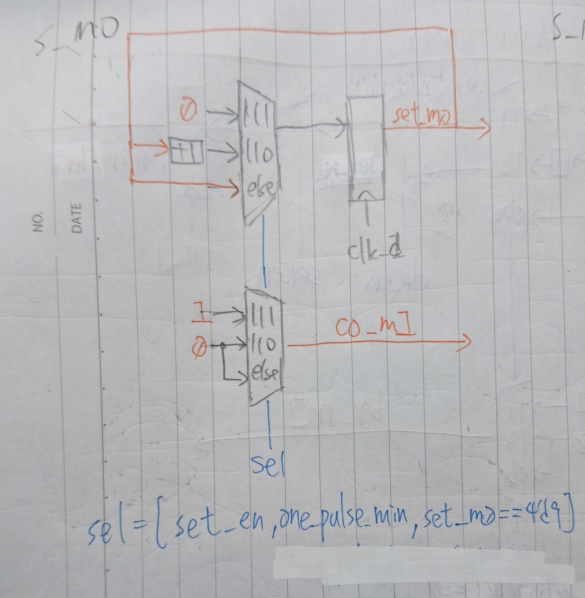 S_m0
S_
0
111
set_m0
+1
110
else
NO.
DATE
clk_d
1
111
0
110
else
co_m1
sel
sel=[set_en,one_pulse_min,set_m0==4'd9]